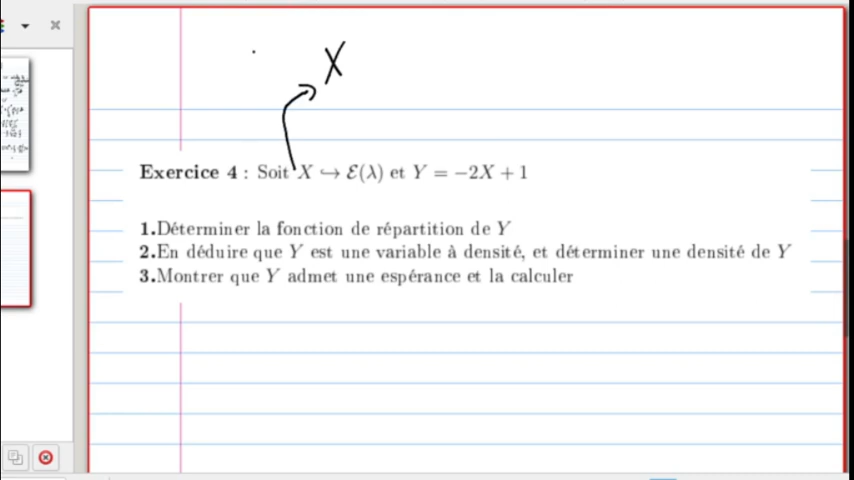 X
Exercice 4 : Soit X ↪ ℰ(λ) et Y = −2X + 1
1.Déterminer la fonction de répartition de Y
2.En déduire que Y est une variable à densité, et déterminer une densité de Y
3.Montrer que Y admet une espérance et la calculer